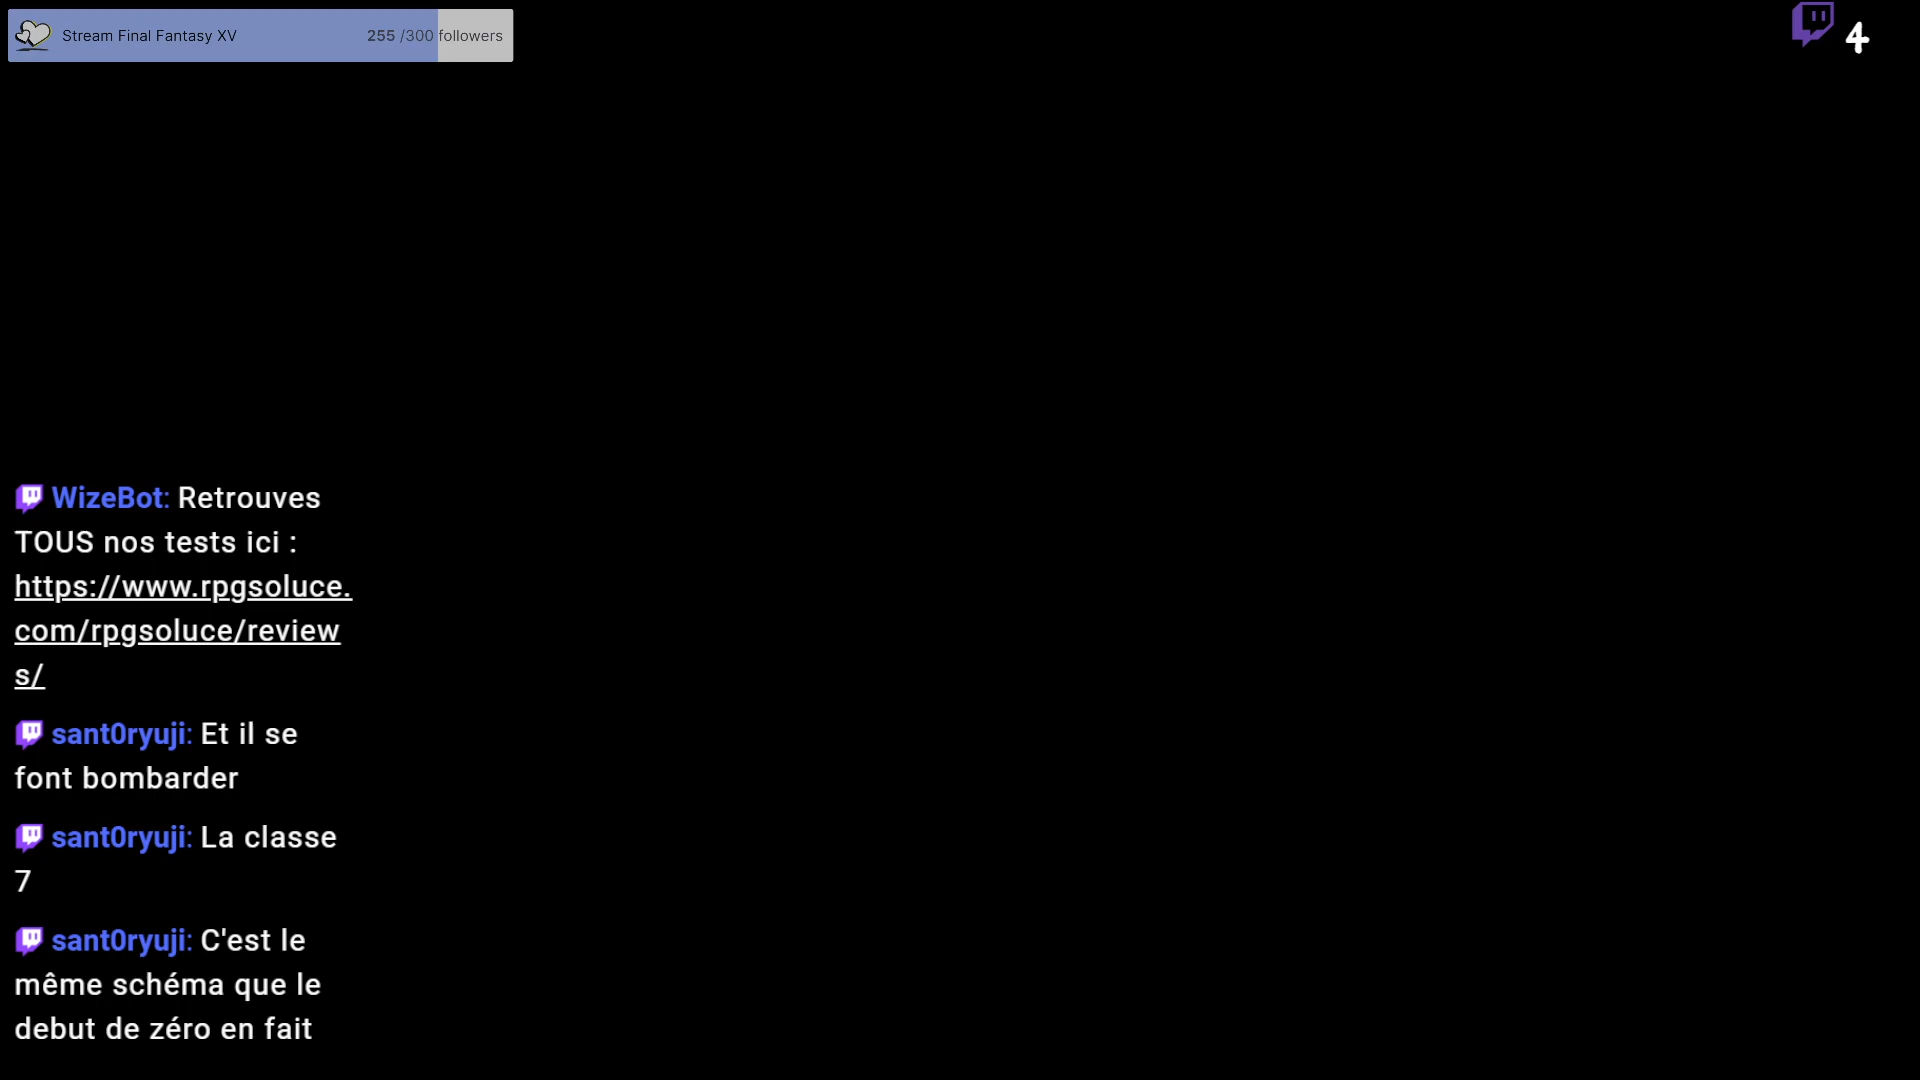 Stream Final Fantasy XV 255 /300 followers
4
WizeBot: Retrouves
TOUS nos tests ici :
https://www.rpgsoluce.
com/rpgsoluce/review
s/
sant0ryuji: Et il se
font bombarder
sant0ryuji: La classe
7
sant0ryuji: C'est le
même schéma que le
debut de zéro en fait